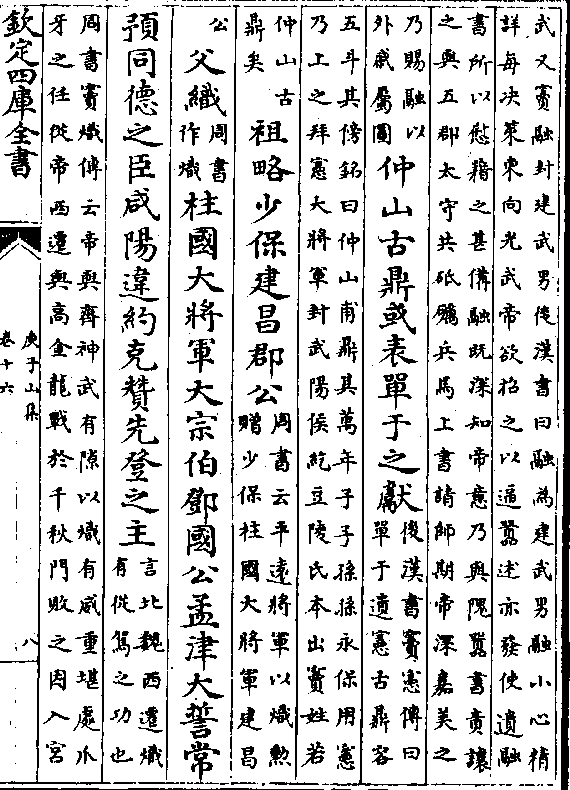 武又竇融封建武男後漢書曰融為建武男融小心精
詳每决策東向光武帝欲招之以逼嚻述亦發使遺融
書所以慰藉之甚備融既深知帝意乃與隗嚻書責讓
之與五郡太守共砥礪兵馬上書請師期帝深嘉美之
乃賜融以
外戚屬圖
仲山古鼎或表單于之獻
後漢書竇憲傳曰
單于遺憲古鼎容
五斗其傍銘曰仲山甫鼎其萬年子子孫孫永保用憲
乃上之拜憲大將軍封武陽侯紇豆陵氏本出竇姓若
仲山古
鼎矣
祖略少保建昌郡公
周書云平遠將軍以熾勲
贈少保柱國大將軍建昌
公
父織
周書
作熾
柱國大將軍大宗伯鄧國公孟津大誓常
預同德之臣咸陽違約克贊先登之主
言北魏西遷熾
有從駕之功也
周書竇熾傳云帝與齊神武有隙以熾有威重堪處爪
牙之任從帝西遷與高金龍戰於千秋門敗之因入宮
欽定四庫全書
庾子山集
卷十六
八